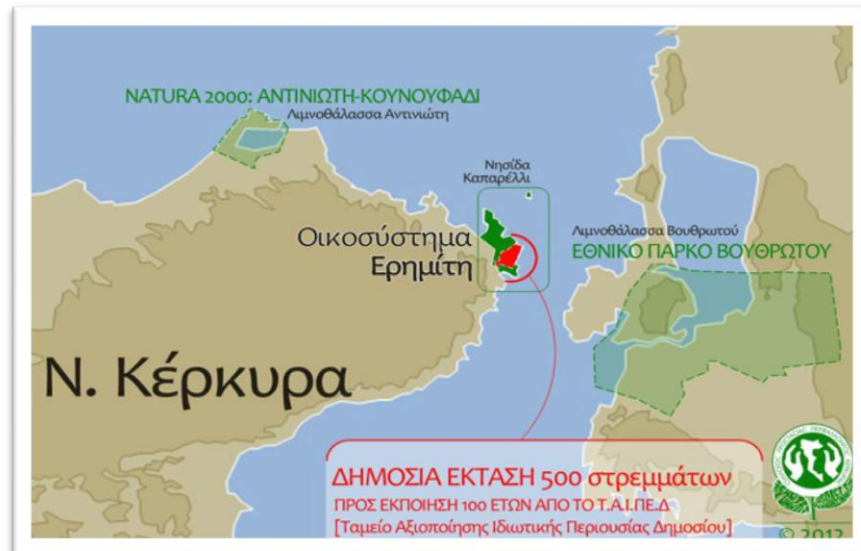 NATURA 2000: ΑΝΤΙΝΙΩΤΗ-ΚΟΥΝΟΥΦΑΔΙ
Λιμνοθάλασσα Αντινιώτη
Νησίδα
Καπαρέλλι
Οικοσύστημα
Ερημίτη
Λιμνοθάλασσα Βουθρωτού
ΕΘΝΙΚΟ ΠΑΡΚΟ ΒΟΥΘΡΩΤΟΥ
Ν. Κέρκυρα
ΔΗΜΟΣΙΑ ΕΚΤΑΣΗ 500 στρεμμάτων
ΠΡΟΣ ΕΚΠΟΙΗΣΗ 100 ΕΤΩΝ ΑΠΟ ΤΟ Τ.Α.Ι.ΠΕ.Δ
[Ταμείο Αξιοποίησης Ιδιωτικής Περιουσίας Δημοσίου]
© 2012